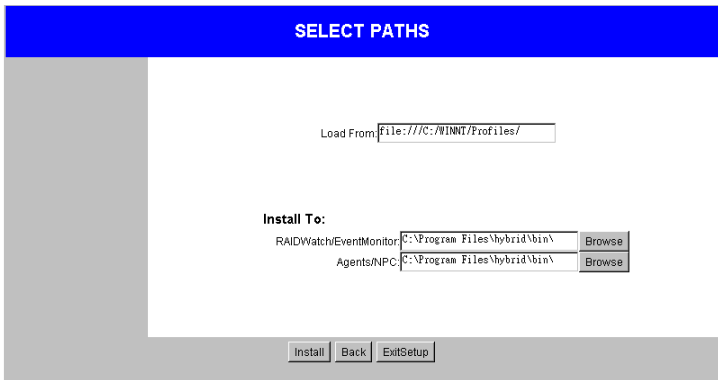 SELECT PATHS
Load From: file:///C:/WINNT/Profiles/
Install To:
RAIDWatch/EventMonitor: C:\Program Files\hybrid\bin\ Browse
Agents/NPC: C:\Program Files\hybrid\bin\ Browse
Install Back ExitSetup